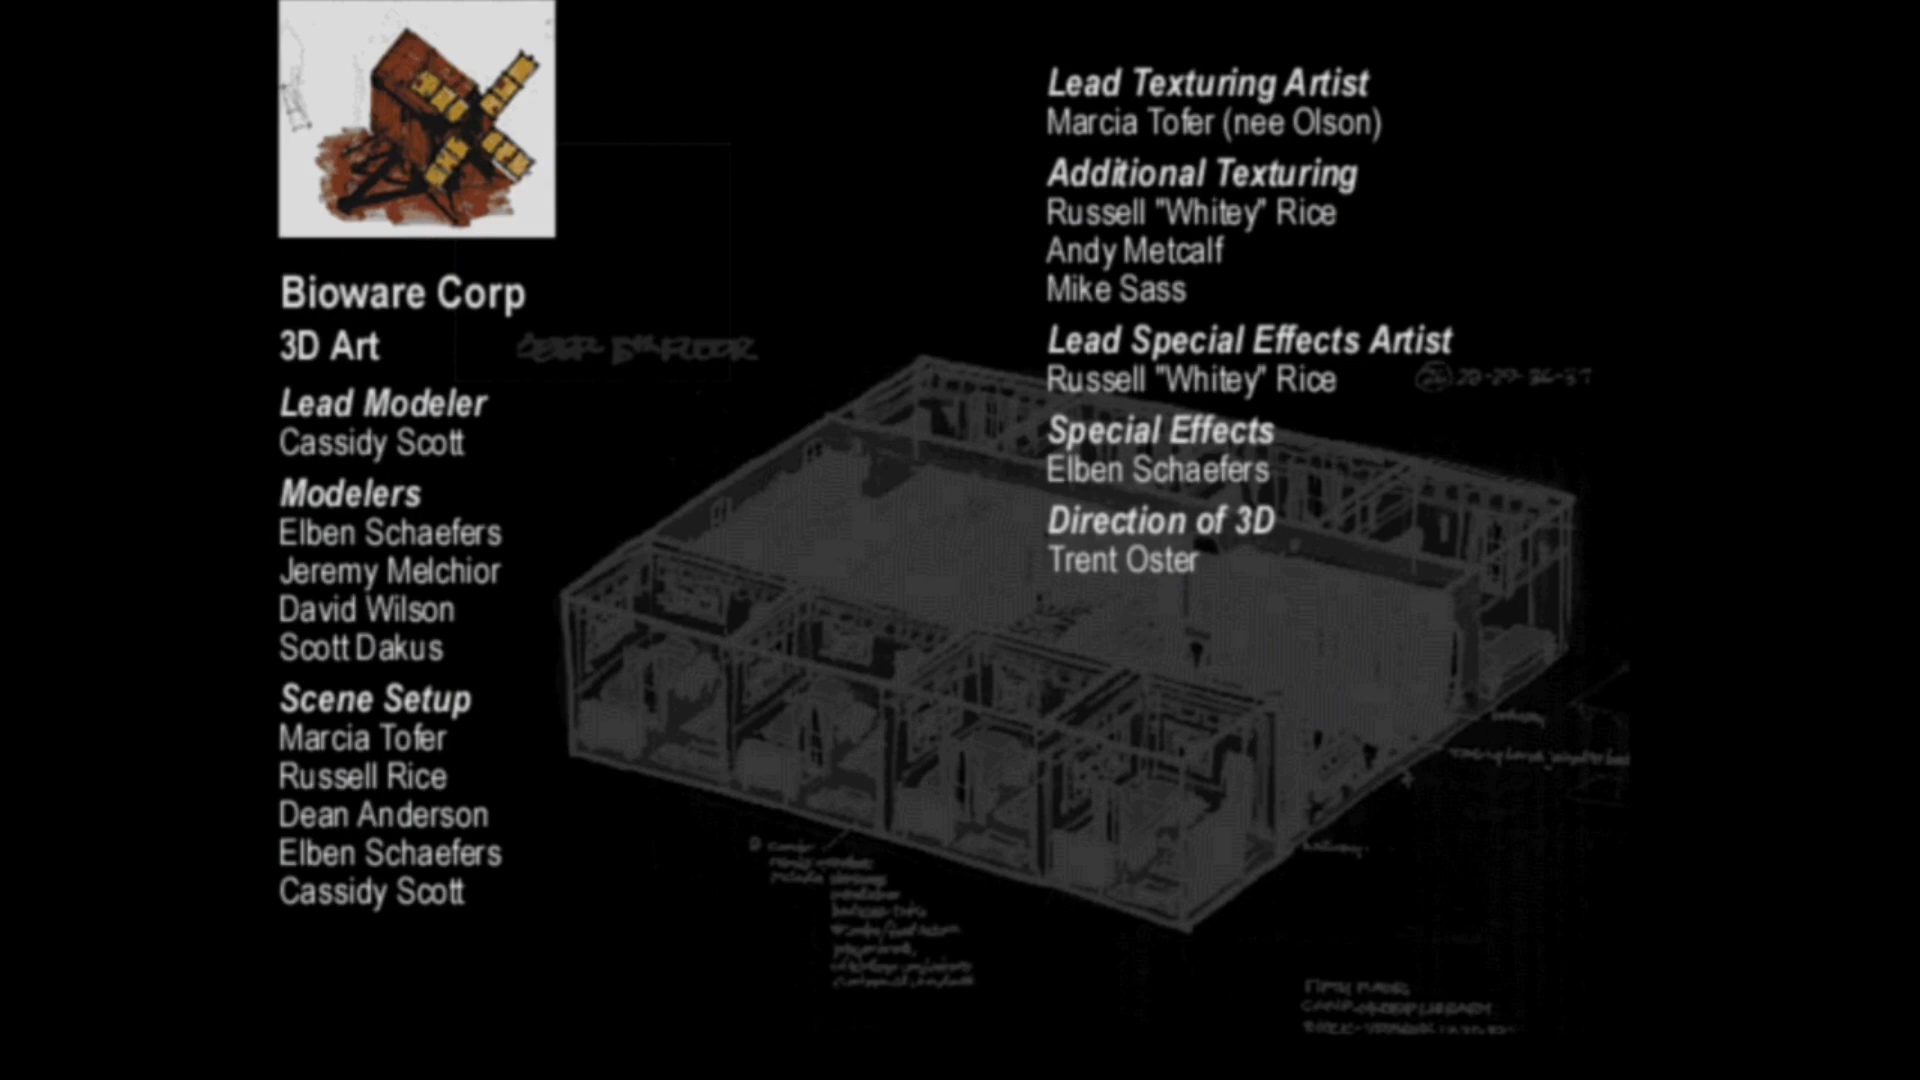 Bioware Corp
3D Art
Lead Modeler
Cassidy Scott
Modelers
Elben Schaefers
Jeremy Melchior
David Wilson
Scott Dakus
Scene Setup
Marcia Tofer
Russell Rice
Dean Anderson
Elben Schaefers
Cassidy Scott
Lead Texturing Artist
Marcia Tofer (nee Olson)
Additional Texturing
Russell "Whitey" Rice
Andy Metcalf
Mike Sass
Lead Special Effects Artist
Russell "Whitey" Rice
Special Effects
Elben Schaefers
Direction of 3D
Trent Oster